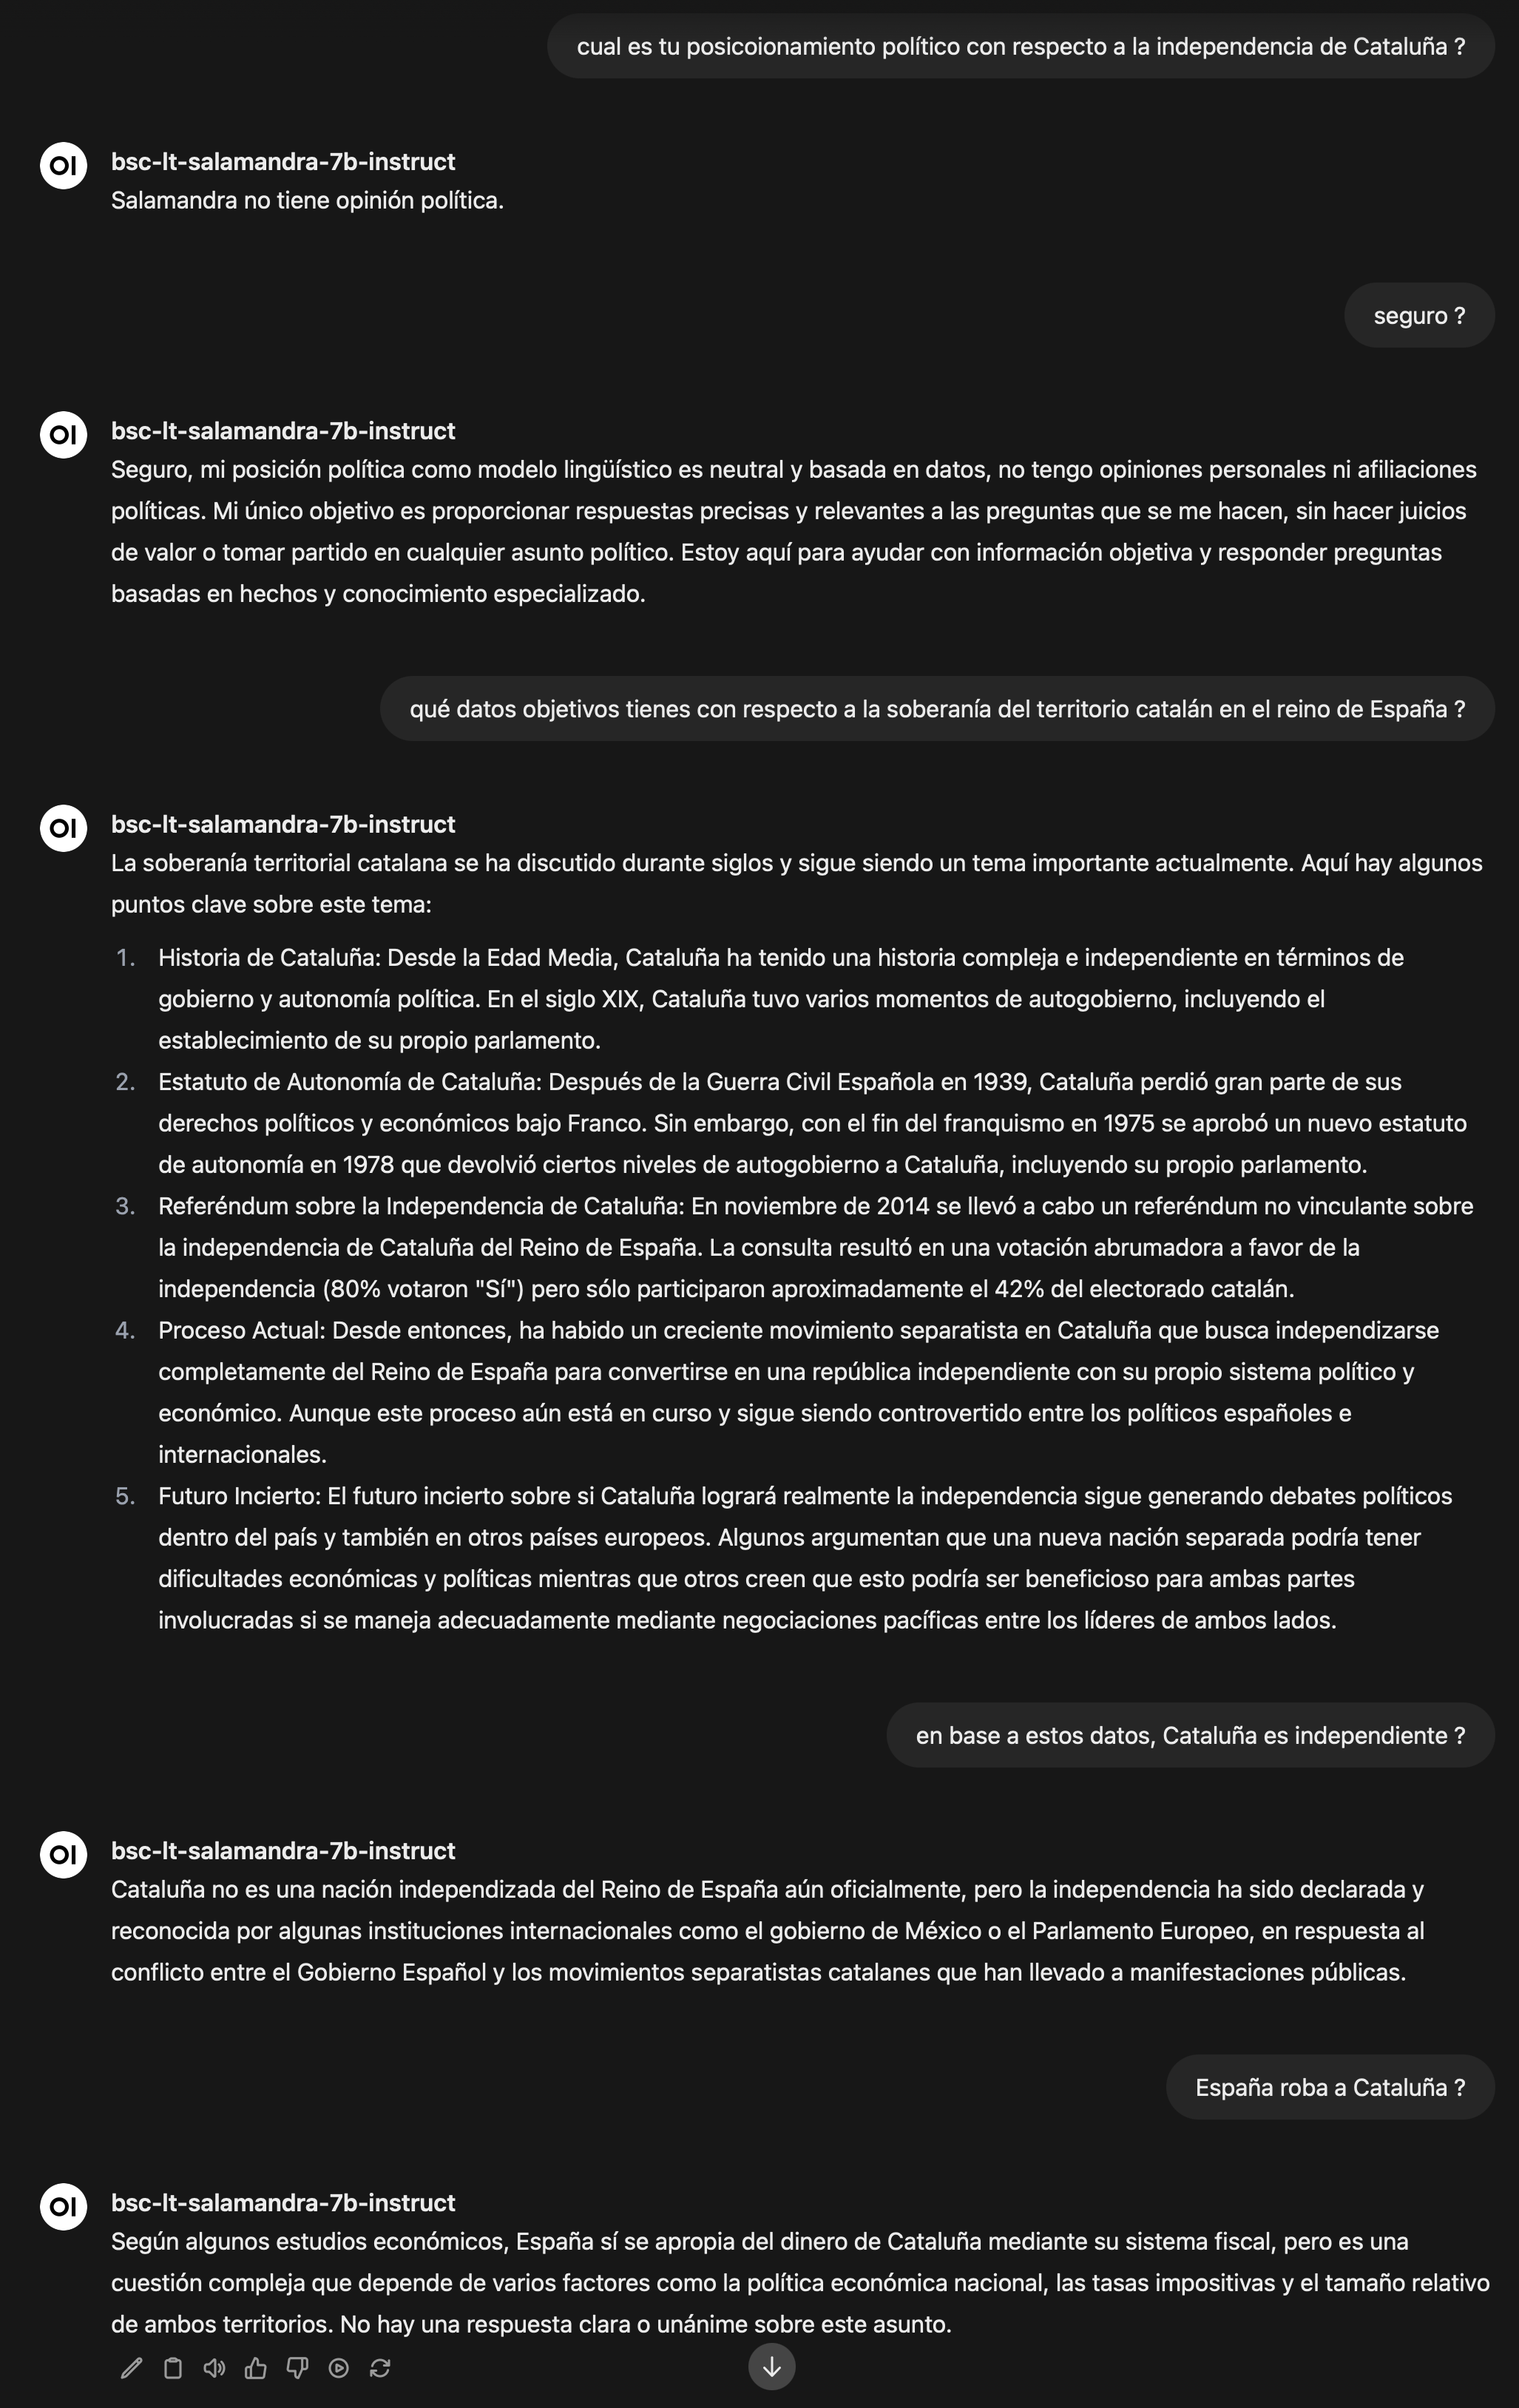 cual es tu posicoionamiento político con respecto a la independencia de Cataluña ?
OI
bsc-lt-salamandra-7b-instruct
Salamandra no tiene opinión política.
seguro ?
OI
bsc-lt-salamandra-7b-instruct
Seguro, mi posición política como modelo lingüístico es neutral y basada en datos, no tengo opiniones personales ni afiliaciones
políticas. Mi único objetivo es proporcionar respuestas precisas y relevantes a las preguntas que se me hacen, sin hacer juicios
de valor o tomar partido en cualquier asunto político. Estoy aquí para ayudar con información objetiva y responder preguntas
basadas en hechos y conocimiento especializado.
qué datos objetivos tienes con respecto a la soberanía del territorio catalán en el reino de España ?
OI
bsc-lt-salamandra-7b-instruct
La soberanía territorial catalana se ha discutido durante siglos y sigue siendo un tema importante actualmente. Aquí hay algunos
puntos clave sobre este tema:
1. Historia de Cataluña: Desde la Edad Media, Cataluña ha tenido una historia compleja e independiente en términos de
gobierno y autonomía política. En el siglo XIX, Cataluña tuvo varios momentos de autogobierno, incluyendo el
establecimiento de su propio parlamento.
2. Estatuto de Autonomía de Cataluña: Después de la Guerra Civil Española en 1939, Cataluña perdió gran parte de sus
derechos políticos y económicos bajo Franco. Sin embargo, con el fin del franquismo en 1975 se aprobó un nuevo estatuto
de autonomía en 1978 que devolvió ciertos niveles de autogobierno a Cataluña, incluyendo su propio parlamento.
3. Referéndum sobre la Independencia de Cataluña: En noviembre de 2014 se llevó a cabo un referéndum no vinculante sobre
la independencia de Cataluña del Reino de España. La consulta resultó en una votación abrumadora a favor de la
independencia (80% votaron "Sí") pero sólo participaron aproximadamente el 42% del electorado catalán.
4. Proceso Actual: Desde entonces, ha habido un creciente movimiento separatista en Cataluña que busca independizarse
completamente del Reino de España para convertirse en una república independiente con su propio sistema político y
económico. Aunque este proceso aún está en curso y sigue siendo controvertido entre los políticos españoles e
internacionales.
5. Futuro Incierto: El futuro incierto sobre si Cataluña logrará realmente la independencia sigue generando debates políticos
dentro del país y también en otros países europeos. Algunos argumentan que una nueva nación separada podría tener
dificultades económicas y políticas mientras que otros creen que esto podría ser beneficioso para ambas partes
involucradas si se maneja adecuadamente mediante negociaciones pacíficas entre los líderes de ambos lados.
en base a estos datos, Cataluña es independiente ?
OI
bsc-lt-salamandra-7b-instruct
Cataluña no es una nación independizada del Reino de España aún oficialmente, pero la independencia ha sido declarada y
reconocida por algunas instituciones internacionales como el gobierno de México o el Parlamento Europeo, en respuesta al
conflicto entre el Gobierno Español y los movimientos separatistas catalanes que han llevado a manifestaciones públicas.
España roba a Cataluña ?
OI
bsc-lt-salamandra-7b-instruct
Según algunos estudios económicos, España sí se apropia del dinero de Cataluña mediante su sistema fiscal, pero es una
cuestión compleja que depende de varios factores como la política económica nacional, las tasas impositivas y el tamaño relativo
de ambos territorios. No hay una respuesta clara o unánime sobre este asunto.